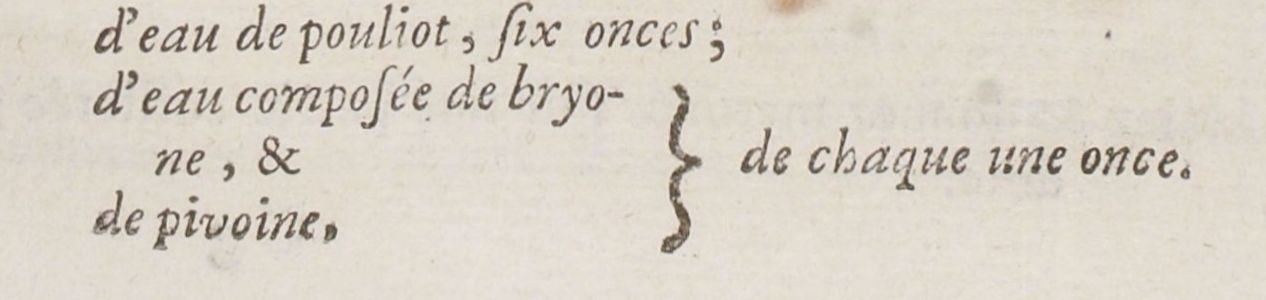 d'eau de pouliot, ſix onces;
d'eau compoſée de bryo-
ne, & } de chaque une once.
de pivoine,